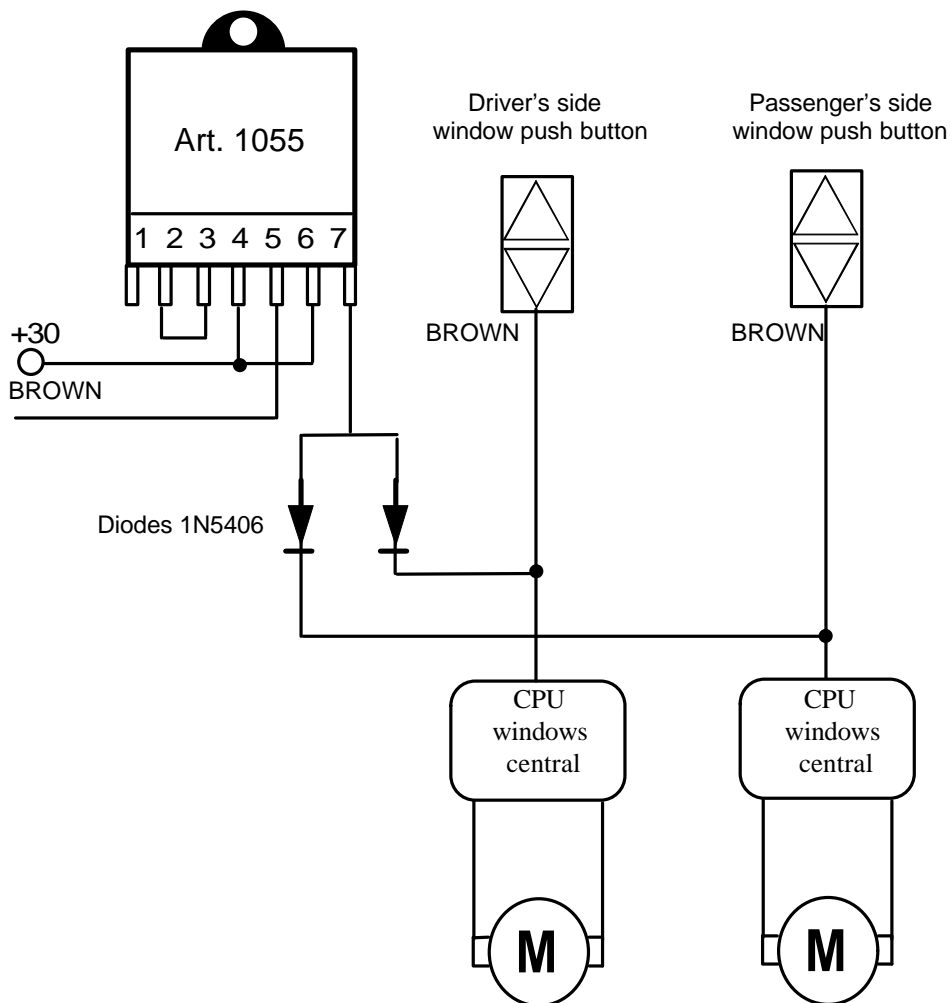 Art. 1055
1 2 3 4 5 6 7
Driver's side
window push button
Passenger's side
window push button
BROWN
BROWN
+30
BROWN
Diodes 1N5406
CPU
windows
central
CPU
windows
central
M
M